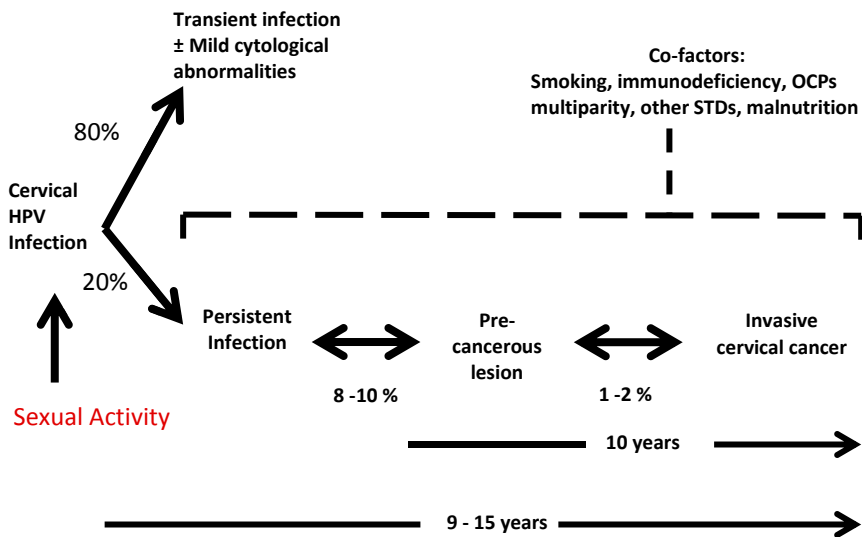 Transient infection
± Mild cytological
abnormalities
Co-factors:
Smoking, immunodeficiency, OCPs
multiparity, other STDs, malnutrition
80%
Cervical
HPV
Infection
20%
Persistent
Infection
Pre-
cancerous
lesion
Invasive
cervical cancer
8 -10 %
1 -2 %
Sexual Activity
10 years
9 - 15 years